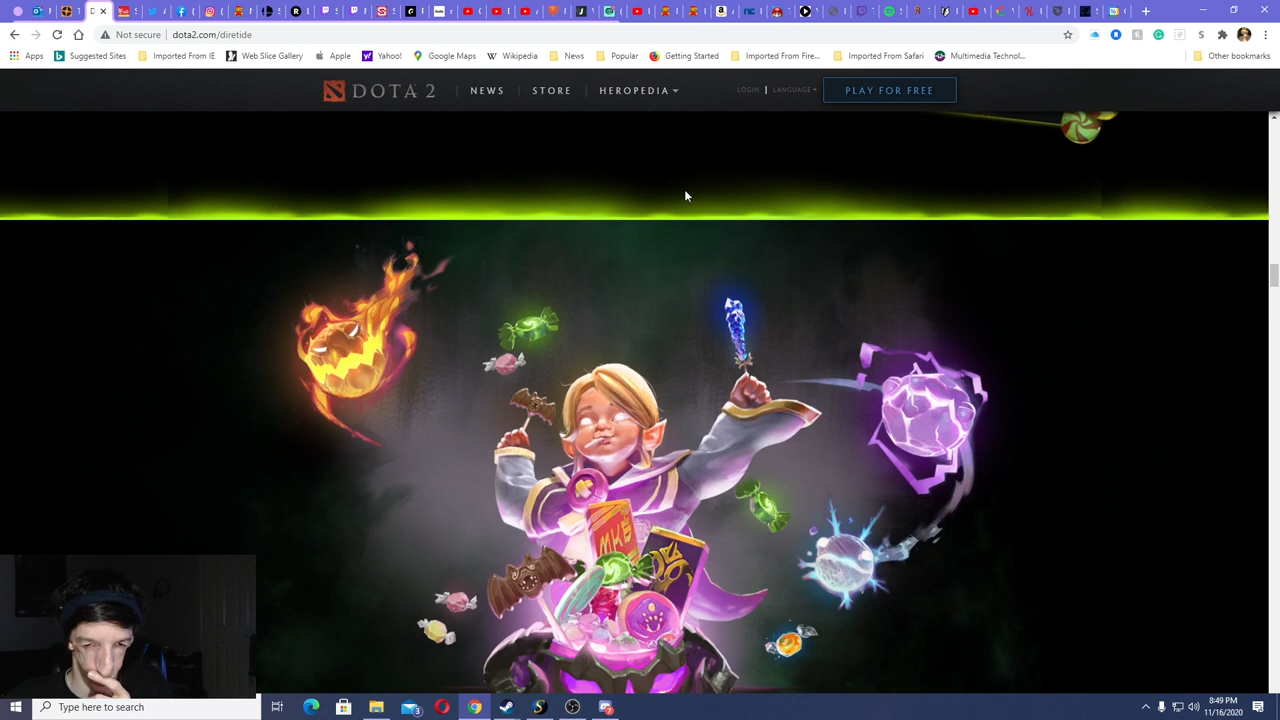 Not secure | dota2.com/diretide
Apps Suggested Sites Imported From IE Web Slice Gallery Apple Yahoo! Google Maps Wikipedia News Popular Getting Started Imported From Fire... Imported From Safari Multimedia Technol... Other bookmarks
DOTA 2 NEWS STORE HEROPEDIA LOGIN | LANGUAGE PLAY FOR FREE
MKB
Type here to search
8:49 PM
11/16/2020